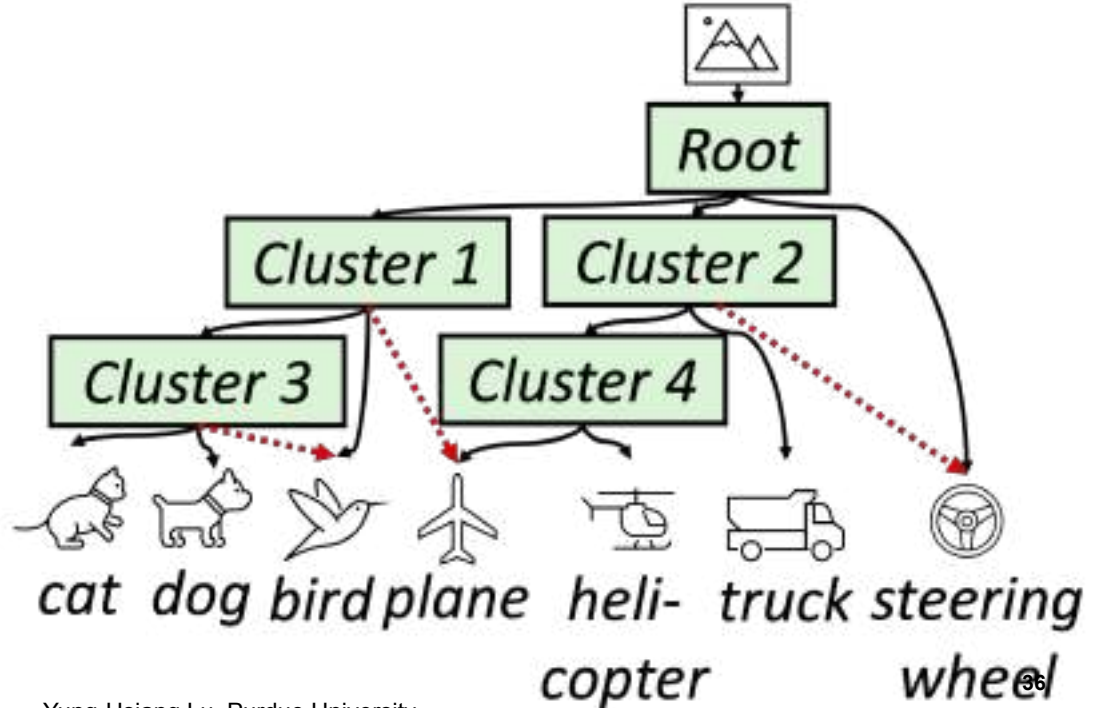 Root
Cluster 1 Cluster 2
Cluster 3 Cluster 4
cat dog bird plane heli- truck steering
copter wheel
36